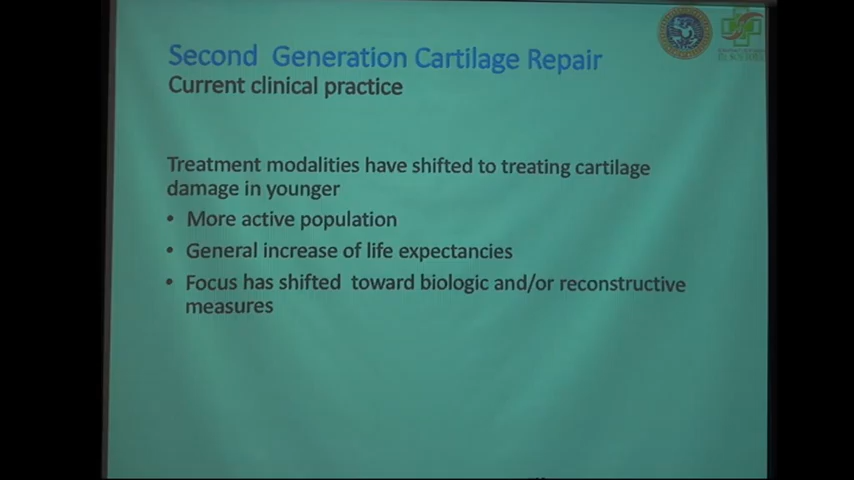 Second Generation Cartilage Repair
Current clinical practice
Treatment modalities have shifted to treating cartilage
damage in younger
• More active population
• General increase of life expectancies
• Focus has shifted toward biologic and/or reconstructive
measures